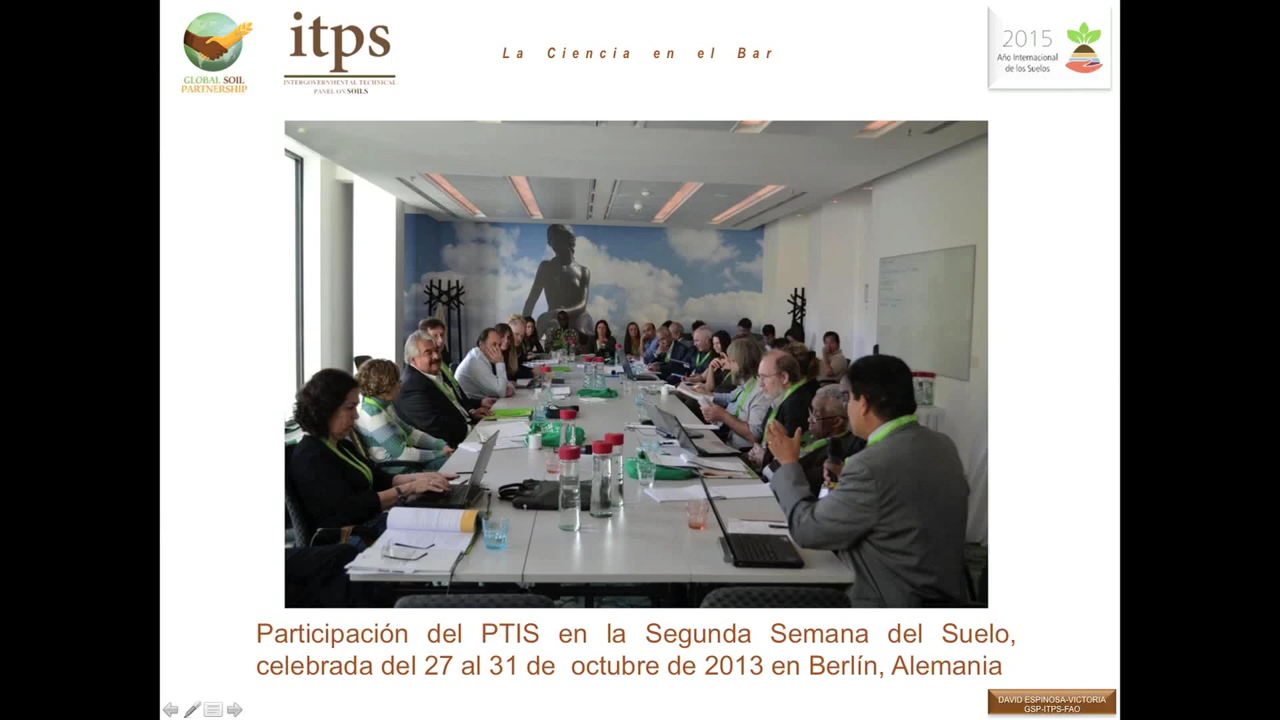 GLOBAL SOIL
PARTNERSHIP
itps
INTERGOVERNMENTAL TECHNICAL
PANEL ON SOILS
La Ciencia en el Bar
2015
Año Internacional
de los Suelos
Participación del PTIS en la Segunda Semana del Suelo,
celebrada del 27 al 31 de octubre de 2013 en Berlín, Alemania
DAVID ESPINOSA-VICTORIA
GSP-ITPS-FAO